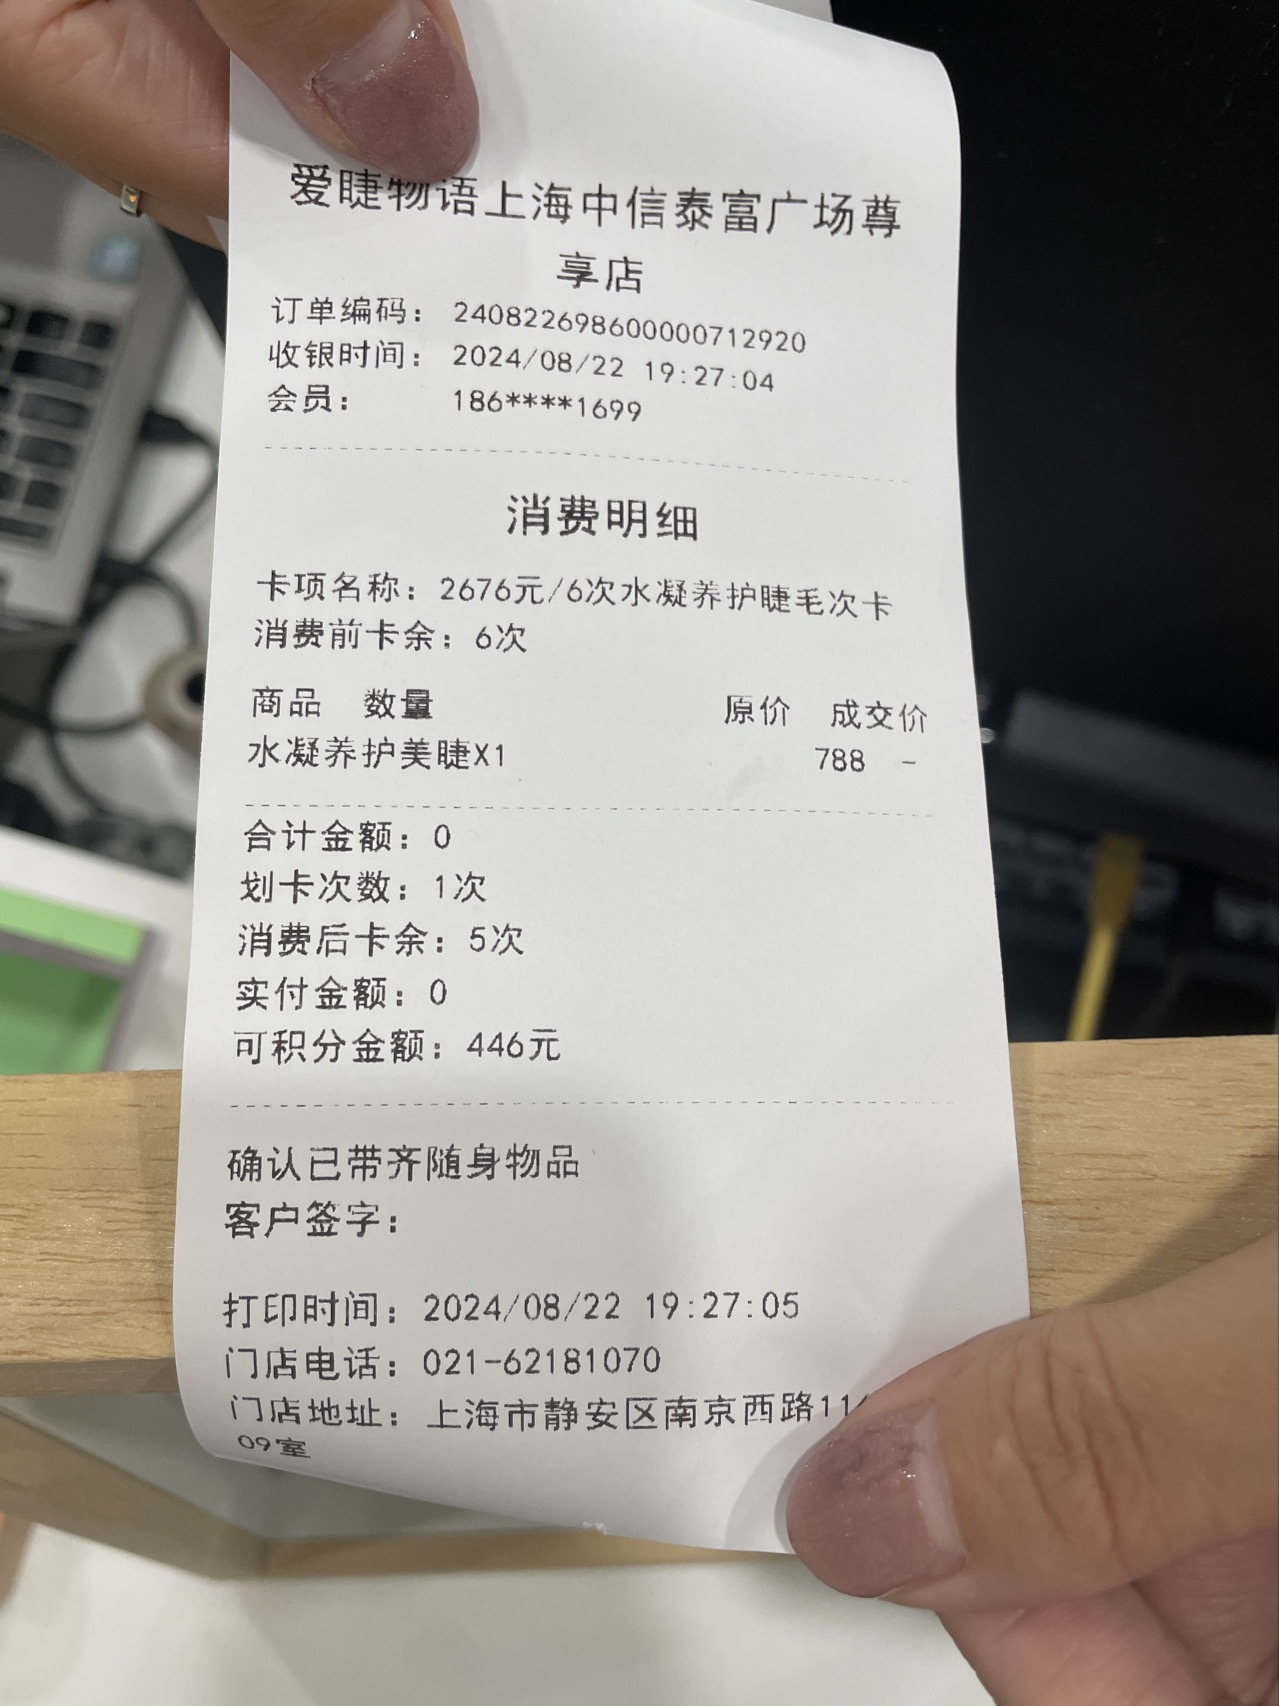 爱睫物语上海中信泰富广场尊
享店
订单编码： 240822698600000712920
收银时间： 2024/08/22 19:27:04
会员： 186****1699
消费明细
卡项名称：2676元/6次水凝养护睫毛次卡
消费前卡余：6次
商品 数量 原价 成交价
水凝养护美睫X1 788 -
合计金额：0
划卡次数：1次
消费后卡余：5次
实付金额：0
可积分金额：446元
确认已带齐随身物品
客户签字：
打印时间：2024/08/22 19:27:05
门店电话：021-62181070
门店地址：上海市静安区南京西路11
09室